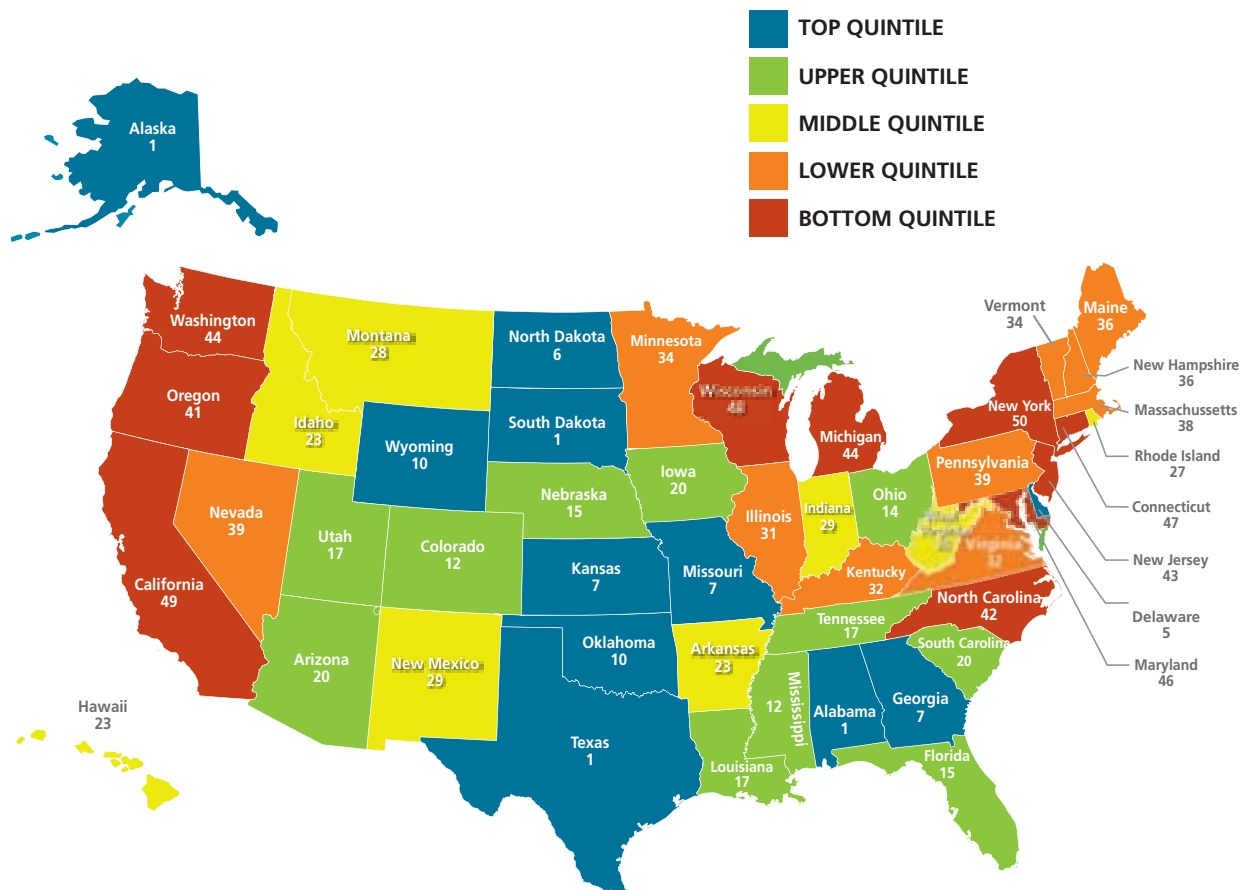 TOP QUINTILE
UPPER QUINTILE
MIDDLE QUINTILE
LOWER QUINTILE
BOTTOM QUINTILE
Alaska
1
Washington
44
Oregon
41
California
49
Nevada
39
Idaho
23
Montana
28
Wyoming
10
Utah
17
Colorado
12
Arizona
20
New Mexico
29
North Dakota
6
South Dakota
1
Nebraska
15
Kansas
7
Oklahoma
10
Texas
1
Minnesota
34
Iowa
20
Missouri
7
Arkansas
23
Louisiana
17
Wisconsin
Illinois
31
Michigan
44
Indiana
29
Ohio
14
Kentucky
32
Tennessee
17
Mississippi
12
Alabama
1
Georgia
7
Florida
15
South Carolina
20
North Carolina
42
Virginia
Pennsylvania
39
New York
50
Vermont
34
Maine
36
New Hampshire
36
Massachussetts
38
Rhode Island
27
Connecticut
47
New Jersey
43
Delaware
5
Maryland
46
Hawaii
23